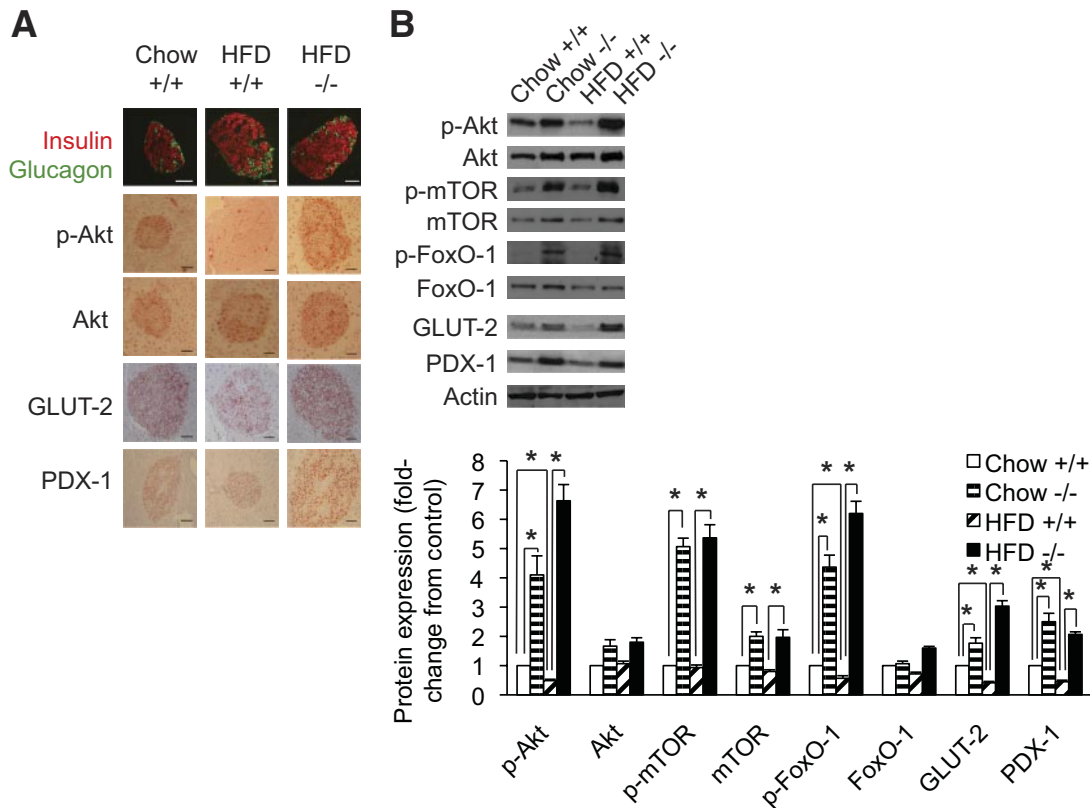 A
Chow +/+
HFD +/+
HFD -/-
Insulin
Glucagon
p-Akt
Akt
GLUT-2
PDX-1
B
Chow +/+
Chow -/-
HFD +/+
HFD -/-
p-Akt
Akt
p-mTOR
mTOR
p-FoxO-1
FoxO-1
GLUT-2
PDX-1
Actin
Protein expression (fold-
change from control)
8
7
6
5
4
3
2
1
0
* * * * * * * * * * * * * * * *
Chow +/+
Chow -/-
HFD +/+
HFD -/-
p-Akt
Akt
p-mTOR
mTOR
p-FoxO-1
FoxO-1
GLUT-2
PDX-1